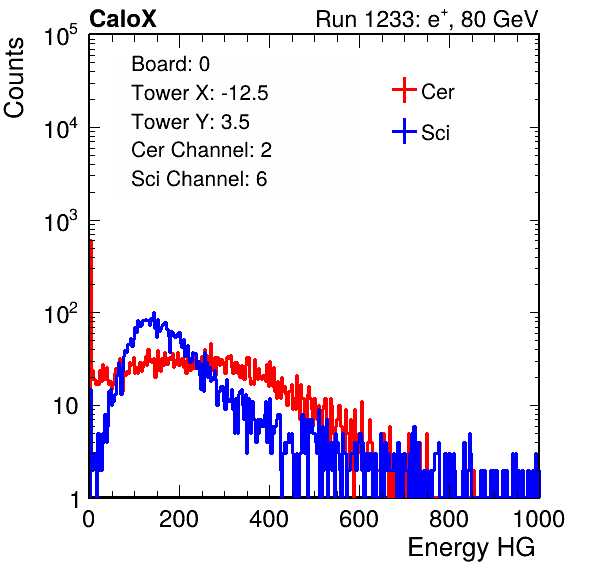 CaloX Run 1233: e+, 80 GeV
Counts
Board: 0
Tower X: -12.5
Tower Y: 3.5
Cer Channel: 2
Sci Channel: 6
Cer
Sci
10^5
10^4
10^3
10^2
10
1
0 200 400 600 800 1000
Energy HG